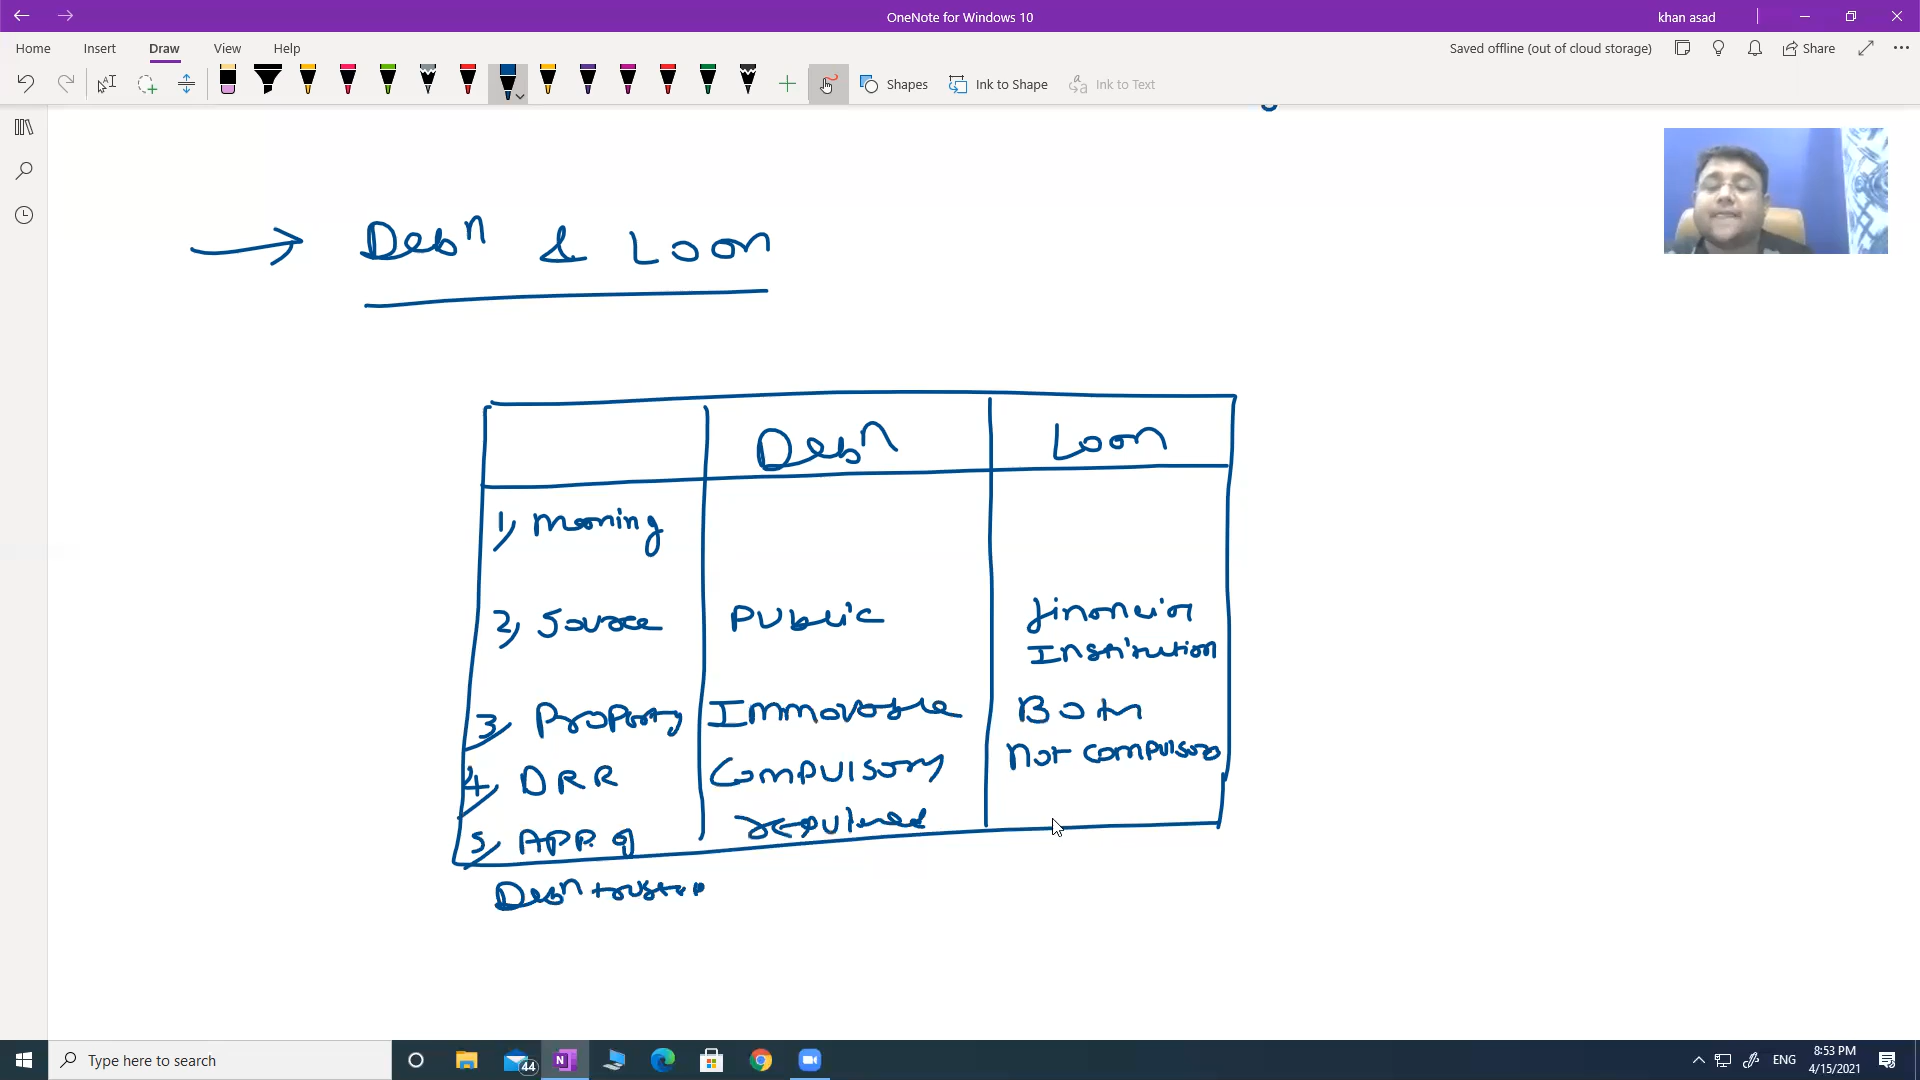 OneNote for Windows 10
khan asad
Home Insert Draw View Help
Saved offline (out of cloud storage)
Share
Shapes
Ink to Shape
Ink to Text
Debn & Loan
Debn Loan
1) Meaning
2) Source Public financial
Institution
3) Property Immovable Both
4) DRR Compulsory Not compulsory
5) APP. of required
Debn trustee
Type here to search
44
ENG
8:53 PM
4/15/2021